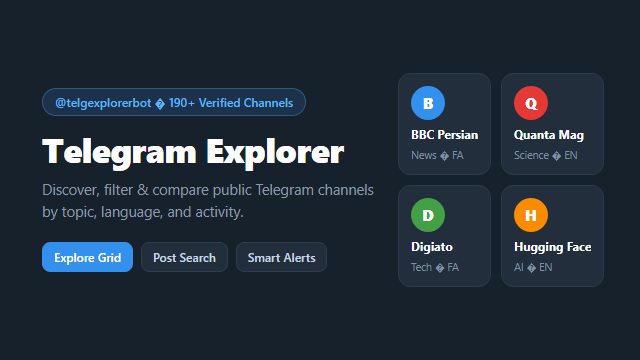 @telgexplorerbot � 190+ Verified Channels
Telegram Explorer
Discover, filter & compare public Telegram channels
by topic, language, and activity.
Explore Grid
Post Search
Smart Alerts
B
BBC Persian
News � FA
Q
Quanta Mag
Science � EN
D
Digiato
Tech � FA
H
Hugging Face
AI � EN